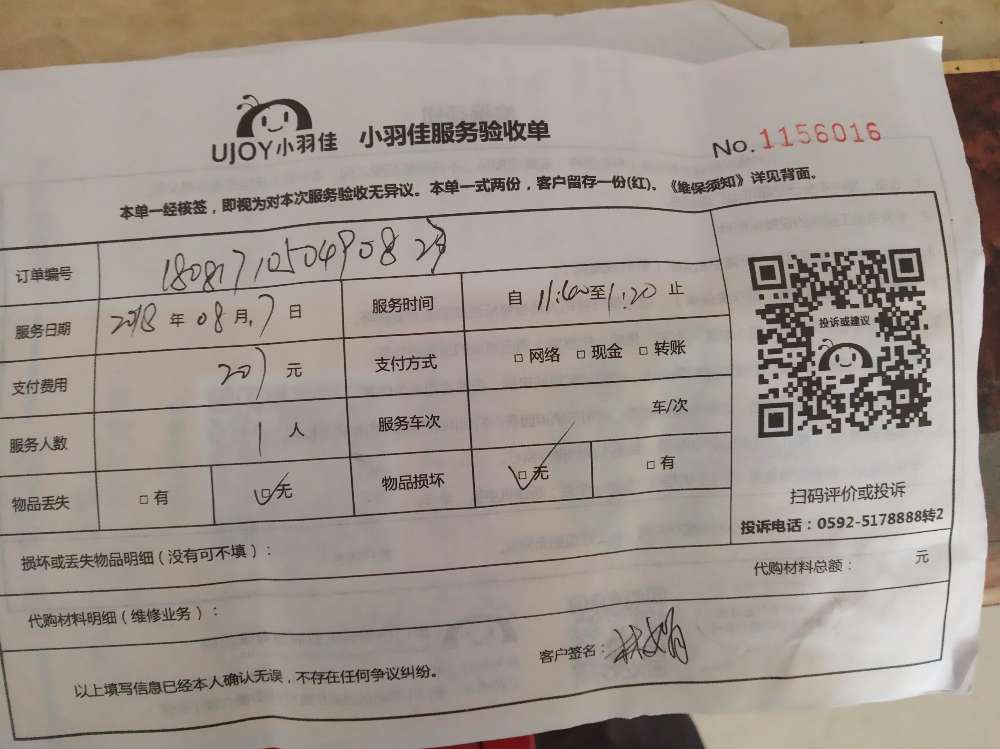 UJOY小羽佳 小羽佳服务验收单
No. 1156016
本单一经核签，即视为对本次服务验收无异议。本单一式两份，客户留存一份(红)。《维保须知》详见背面。
订单编号
服务日期 2018 年 08 月 7 日 服务时间 自 至 1:20 止
支付费用 207 元 支付方式 □ 网络 □ 现金 □ 转账
服务人数 1 人 服务车次 车/次
物品丢失 □ 有 □ 无 物品损坏 □ 无 □ 有
投诉或建议
扫码评价或投诉
投诉电话：0592-5178888转2
损坏或丢失物品明细（没有可不填）：
代购材料明细（维修业务）： 代购材料总额： 元
以上填写信息已经本人确认无误，不存在任何争议纠纷。 客户签名：